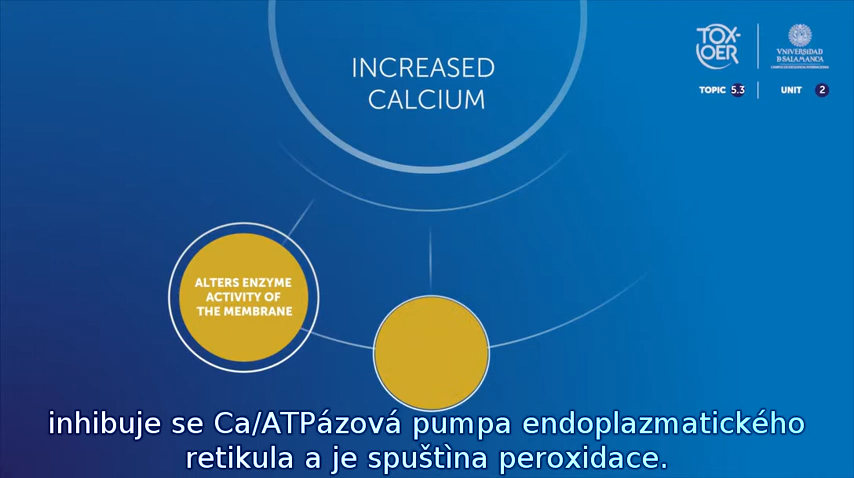 INCREASED
CALCIUM
TOX-
OER
VNIVERSIDAD
D SALAMANCA
TOPIC 5.3
UNIT 2
ALTERS ENZYME
ACTIVITY OF
THE MEMBRANE
inhibuje se Ca/ATPázová pumpa endoplazmatického
retikula a je spuštìna peroxidace.